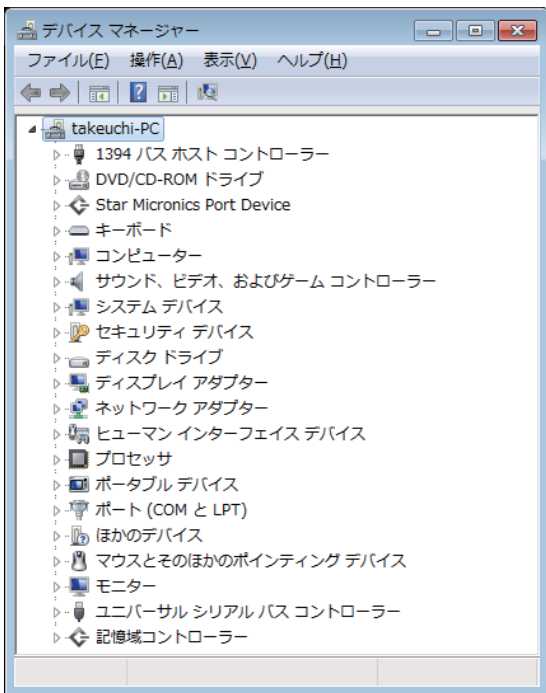 デバイス マネージャー
ファイル(F) 操作(A) 表示(V) ヘルプ(H)
takeuchi-PC
1394 バス ホスト コントローラー
DVD/CD-ROM ドライブ
Star Micronics Port Device
キーボード
コンピューター
サウンド、ビデオ、およびゲーム コントローラー
システム デバイス
セキュリティ デバイス
ディスク ドライブ
ディスプレイ アダプター
ネットワーク アダプター
ヒューマン インターフェイス デバイス
プロセッサ
ポータブル デバイス
ポート (COM と LPT)
ほかのデバイス
マウスとそのほかのポインティング デバイス
モニター
ユニバーサル シリアル バス コントローラー
記憶域コントローラー